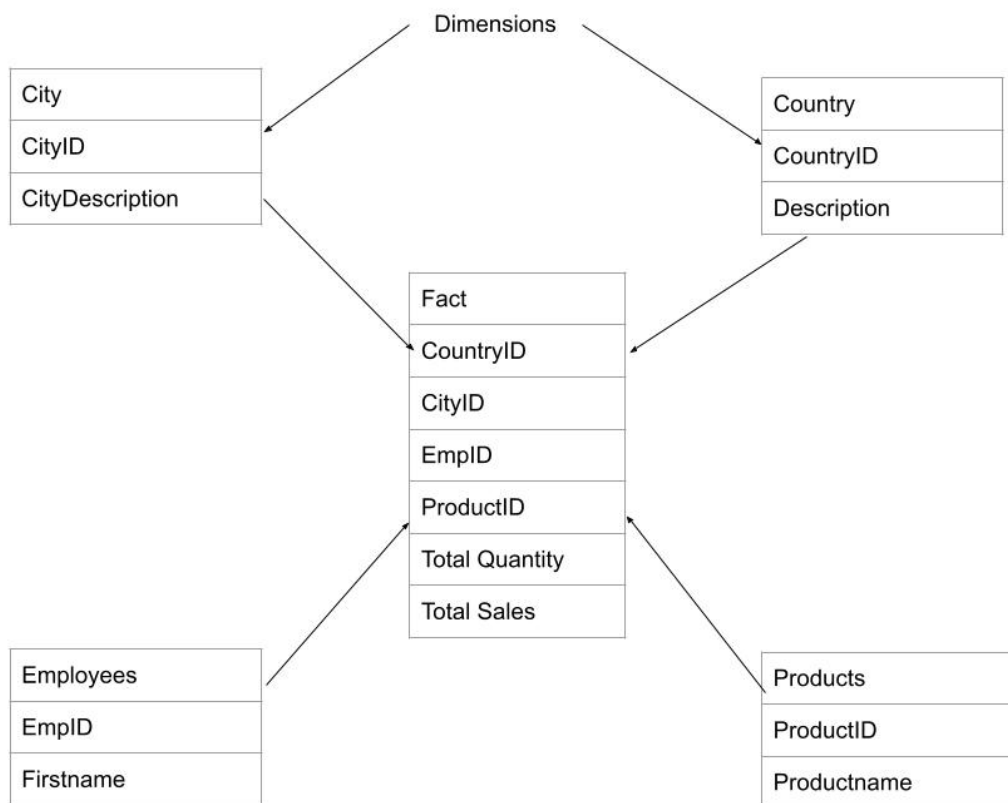 Dimensions
City
CityID
CityDescription
Country
CountryID
Description
Fact
CountryID
CityID
EmpID
ProductID
Total Quantity
Total Sales
Employees
EmpID
Firstname
Products
ProductID
Productname